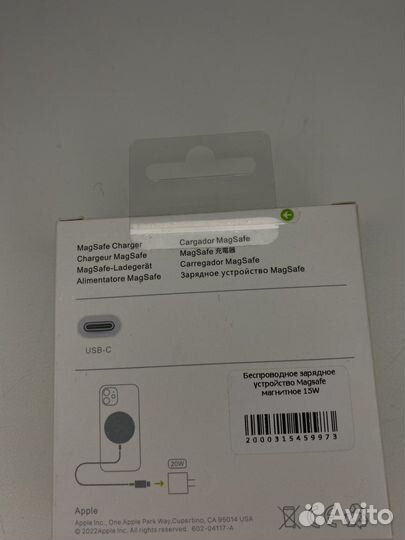 MagSafe Charger
Chargeur MagSafe
MagSafe-Ladegerät
Alimentatore MagSafe
Cargador MagSafe
MagSafe 充電器
Carregador MagSafe
Зарядное устройство MagSafe
USB-C
Беспроводное зарядное
устройство Magsafe
магнитное 15W
2000315459973
20W
Apple
Apple Inc., One Apple Park Way, Cupertino, CA 95014 USA
© 2022 Apple Inc. All rights reserved. 602-04117-A
Avito